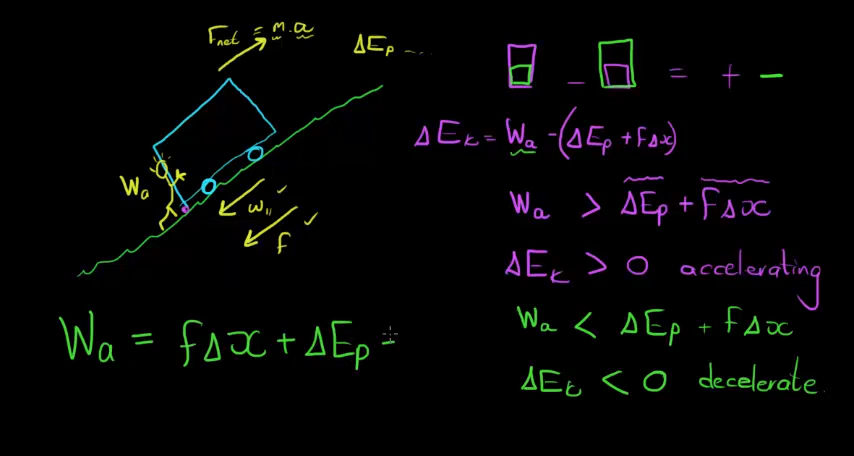 Fnet = m.a
ΔEp ....
Wa
w||
f
Wa = fΔx + ΔEp -
- = + -
ΔEk = Wa - (ΔEp + fΔx)
Wa > ΔEp + fΔx
ΔEk > 0 accelerating
Wa < ΔEp + fΔx
ΔEk < 0 decelerate.